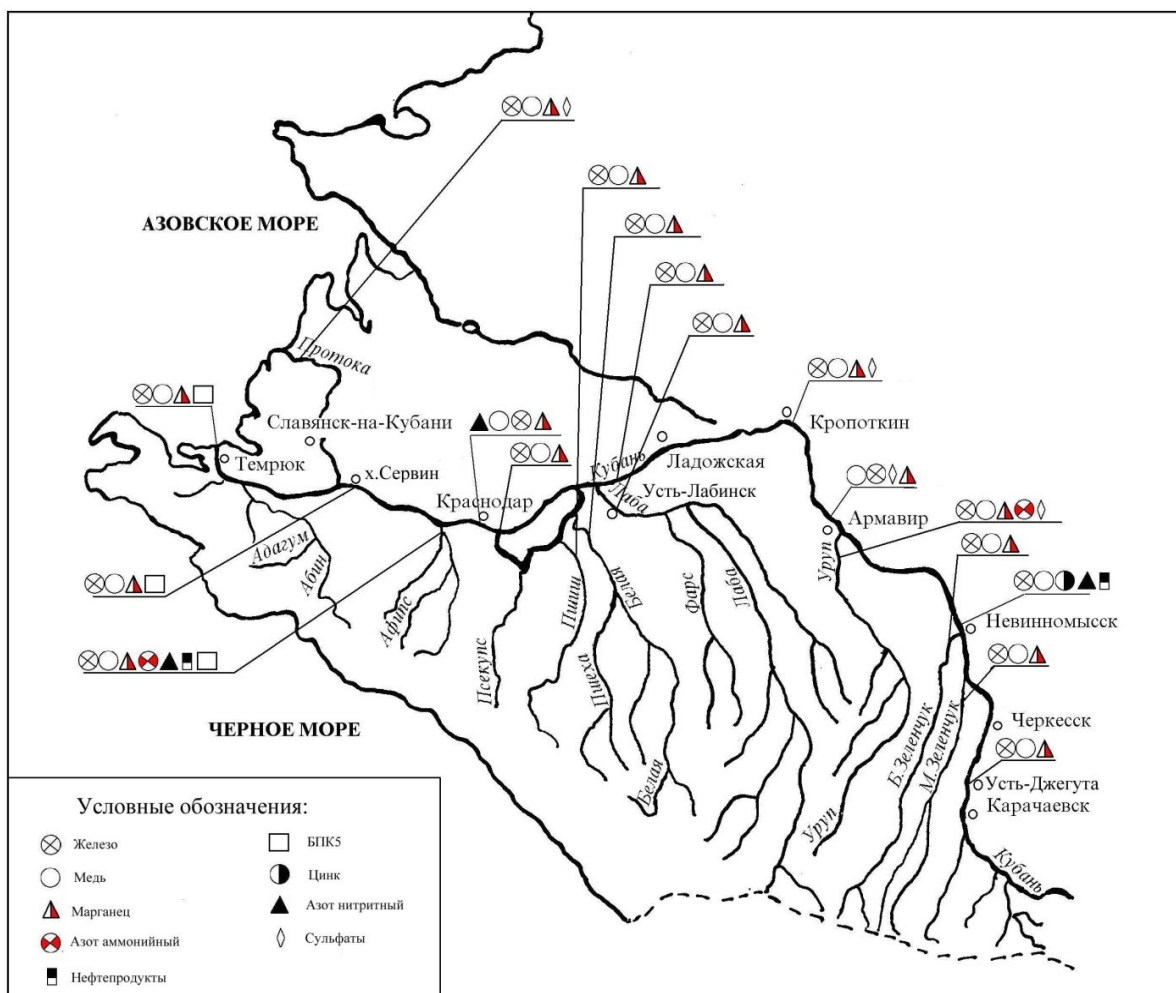 АЗОВСКОЕ МОРЕ
Протока
Славянск-на-Кубани
Темрюк
х.Сервин
Краснодар
Кубань
Лаба
Ладожская
Усть-Лабинск
Кропоткин
Армавир
Уруп
Невинномысск
Черкесск
Усть-Джегута
Карачаевск
Кубань
Адагум
Абин
Афипс
Псекупс
Пшиш
Белая
Пшеха
Фарс
Лаба
Белая
Уруп
Б.Зеленчук
М.Зеленчук
ЧЕРНОЕ МОРЕ
Условные обозначения:
Железо
Медь
Марганец
Азот аммонийный
Нефтепродукты
БПК5
Цинк
Азот нитритный
Сульфаты